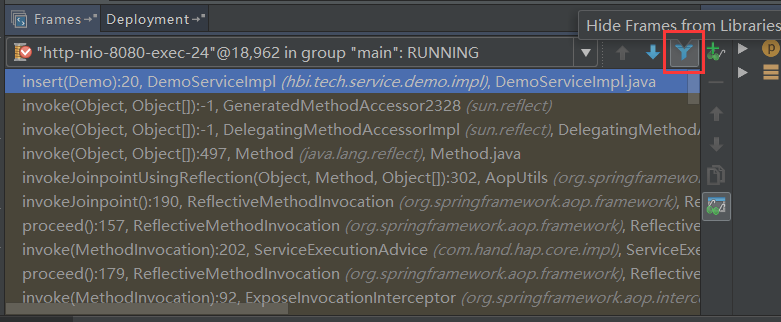 Frames→" Deployment→"
Hide Frames from Libraries
"http-nio-8080-exec-24"@18,962 in group "main": RUNNING
insert(Demo):20, DemoServiceImpl (hbi.tech.service.demo.impl), DemoServiceImpl.java
invoke(Object, Object[]):-1, GeneratedMethodAccessor2328 (sun.reflect)
invoke(Object, Object[]):-1, DelegatingMethodAccessorImpl (sun.reflect), DelegatingMethodA
invoke(Object, Object[]):497, Method (java.lang.reflect), Method.java
invokeJoinpointUsingReflection(Object, Method, Object[]):302, AopUtils (org.springframework.
invokeJoinpoint():190, ReflectiveMethodInvocation (org.springframework.aop.framework), Re
proceed():157, ReflectiveMethodInvocation (org.springframework.aop.framework), Reflective
invoke(MethodInvocation):202, ServiceExecutionAdvice (com.hand.hap.core.impl), ServiceExe
proceed():179, ReflectiveMethodInvocation (org.springframework.aop.framework), Reflective
invoke(MethodInvocation):92, ExposeInvocationInterceptor (org.springframework.aop.interc